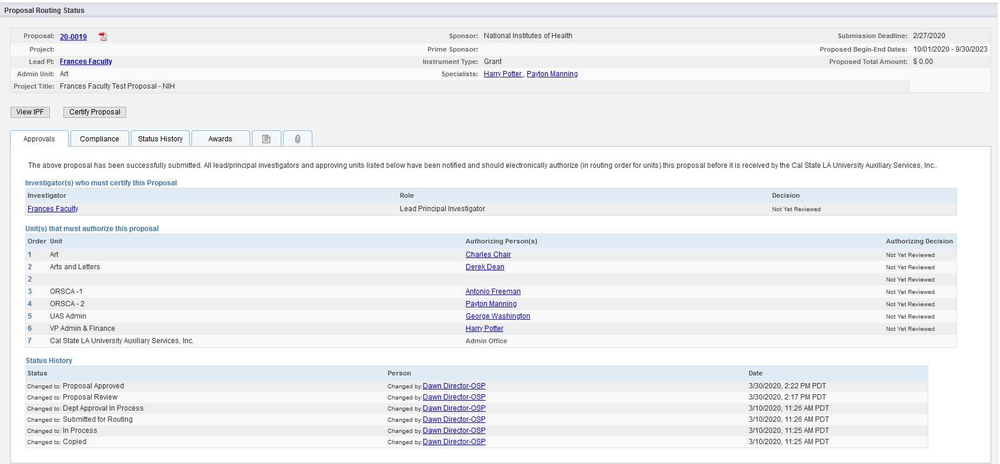 Proposal Routing Status
Proposal: 20-0019 Sponsor: National Institutes of Health Submission Deadline: 2/27/2020
Project: Prime Sponsor: Proposed Begin-End Dates: 10/01/2020 - 9/30/2023
Lead PI: Frances Faculty Instrument Type: Grant Proposed Total Amount: $ 0.00
Admin Unit: Art Specialists: Harry Potter , Payton Manning
Project Title: Frances Faculty Test Proposal - NIH
View IPF Certify Proposal
Approvals Compliance Status History Awards
The above proposal has been successfully submitted. All lead/principal investigators and approving units listed below have been notified and should electronically authorize (in routing order for units) this proposal before it is received by the Cal State LA University Auxiliary Services, Inc..
Investigator(s) who must certify this Proposal
Investigator Role Decision
Frances Faculty Lead Principal Investigator Not Yet Reviewed
Unit(s) that must authorize this proposal
Order Unit Authorizing Person(s) Authorizing Decision
1 Art Charles Chair Not Yet Reviewed
2 Arts and Letters Derek Dean Not Yet Reviewed
2 Not Yet Reviewed
3 ORSCA -1 Antonio Freeman Not Yet Reviewed
4 ORSCA - 2 Payton Manning Not Yet Reviewed
5 UAS Admin George Washington Not Yet Reviewed
6 VP Admin & Finance Harry Potter Not Yet Reviewed
7 Cal State LA University Auxiliary Services, Inc. Admin Office
Status History
Status Person Date
Changed to: Proposal Approved Changed by:Dawn Director-OSP 3/30/2020, 2:22 PM PDT
Changed to: Proposal Review Changed by:Dawn Director-OSP 3/30/2020, 2:17 PM PDT
Changed to: Dept Approval In Process Changed by:Dawn Director-OSP 3/10/2020, 11:26 AM PDT
Changed to: Submitted for Routing Changed by:Dawn Director-OSP 3/10/2020, 11:26 AM PDT
Changed to: In Process Changed by:Dawn Director-OSP 3/10/2020, 11:25 AM PDT
Changed to: Copied Changed by:Dawn Director-OSP 3/10/2020, 11:25 AM PDT